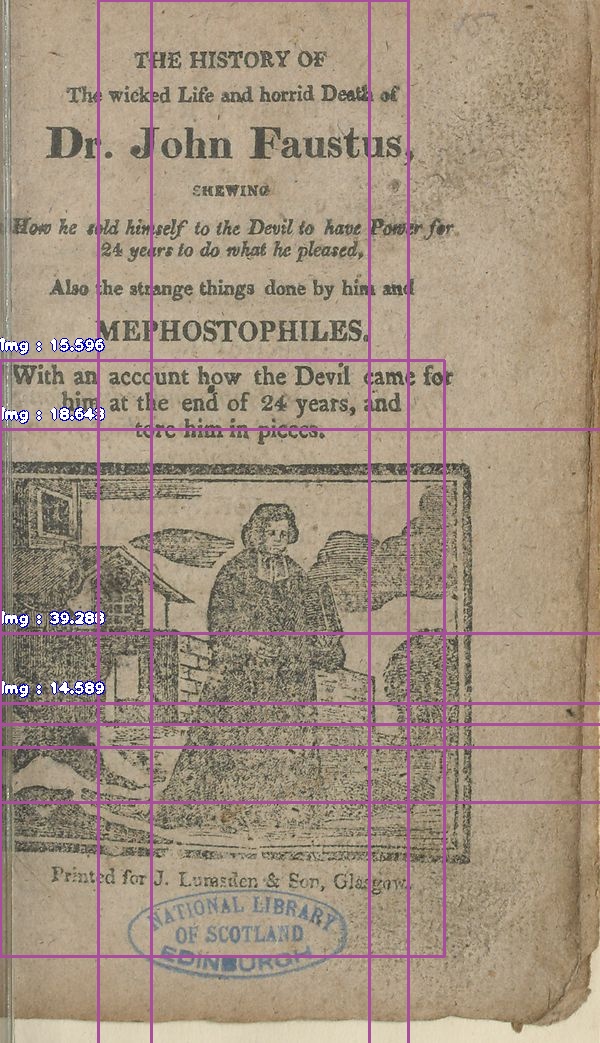 THE HISTORY OF
The wicked Life and horrid Death of
Dr. John Faustus,
SHEWING
How he sold himself to the Devil to have Power for
24 years to do what he pleased,
Also the strange things done by him and
MEPHOSTOPHILES.
Img : 15.596
With an account how the Devil came for
him at the end of 24 years, and
Img : 18.643
tore him in pieces.
Img : 39.288
Img : 14.589
Printed for J. Lumsden & Son, Glasgow.
NATIONAL LIBRARY
OF SCOTLAND
EDINBURGH